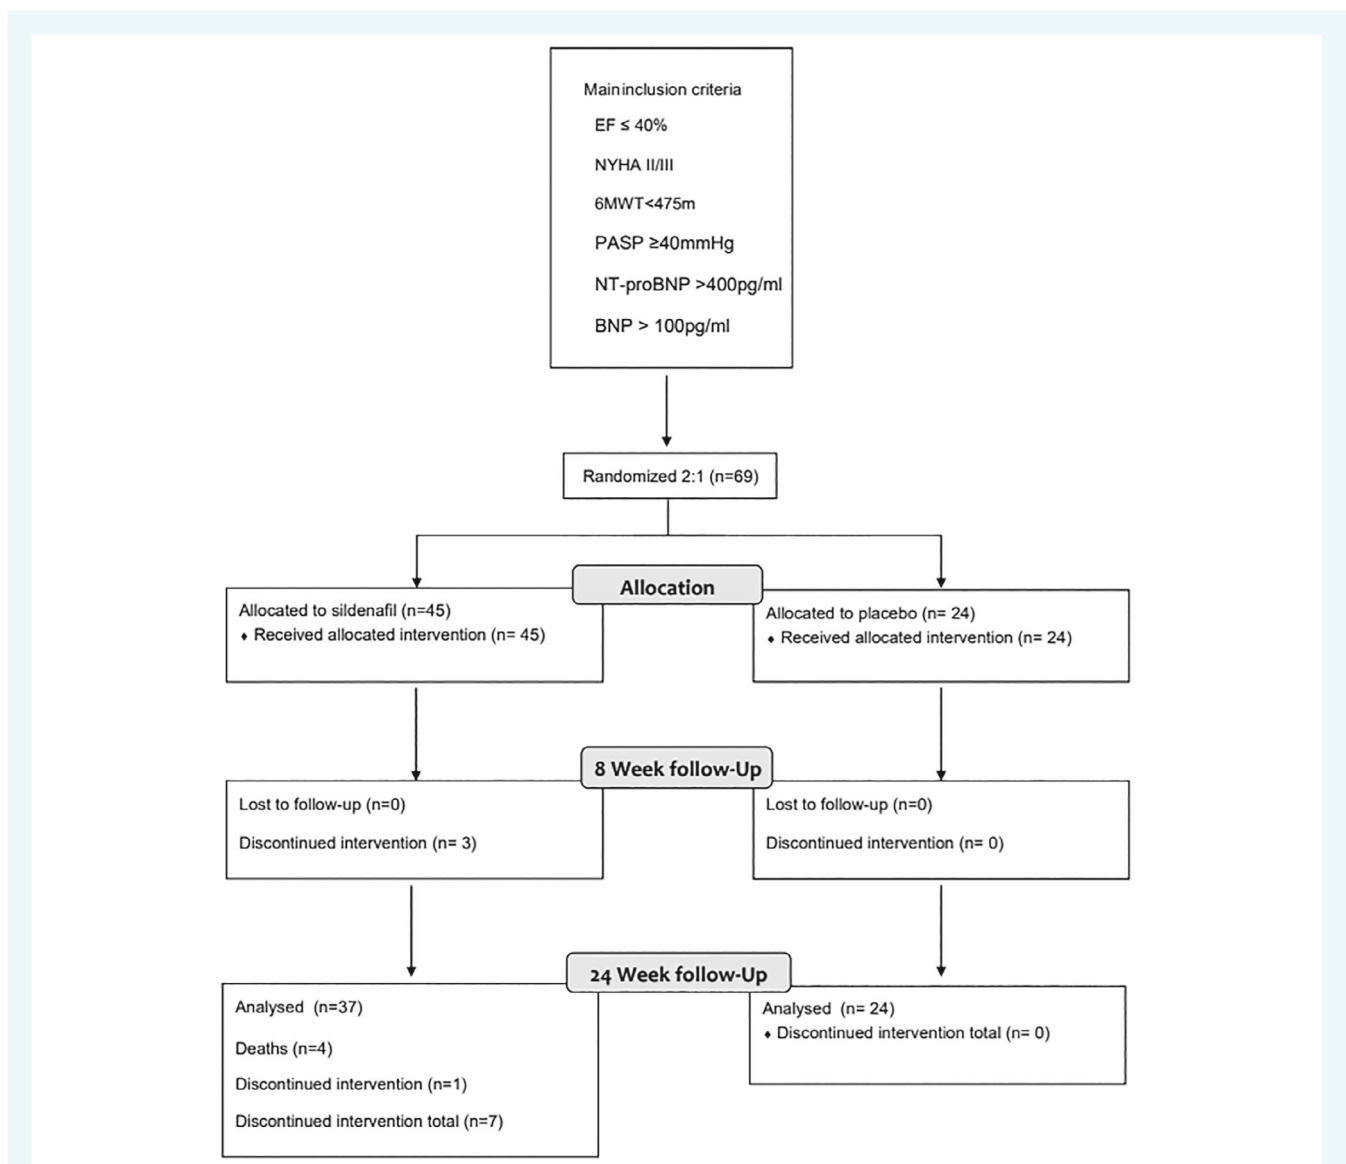 Main inclusion criteria
EF ≤ 40%
NYHA II/III
6MWT<475m
PASP ≥40mmHg
NT-proBNP >400pg/ml
BNP > 100pg/ml
Randomized 2:1 (n=69)
Allocation
Allocated to sildenafil (n=45)
♦ Received allocated intervention (n= 45)
Allocated to placebo (n= 24)
♦ Received allocated intervention (n= 24)
8 Week follow-Up
Lost to follow-up (n=0)
Discontinued intervention (n= 3)
Lost to follow-up (n=0)
Discontinued intervention (n= 0)
24 Week follow-Up
Analysed (n=37)
Deaths (n=4)
Discontinued intervention (n=1)
Discontinued intervention total (n=7)
Analysed (n= 24)
♦ Discontinued intervention total (n= 0)